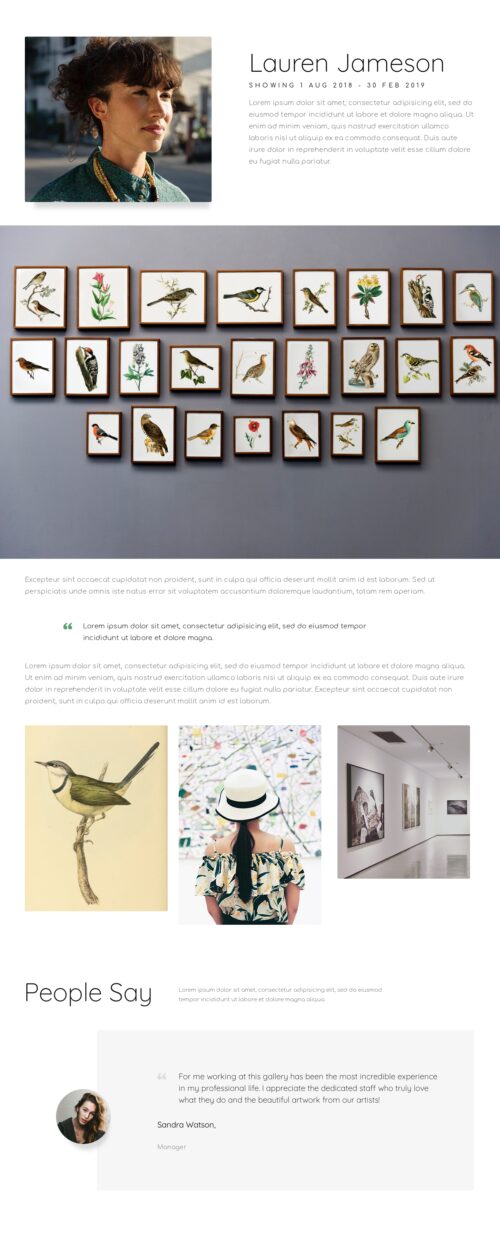 Lauren Jameson
SHOWING 1 AUG 2018 - 30 FEB 2019
Lorem ipsum dolor sit amet, consectetur adipisicing elit, sed do
eiusmod tempor incididunt ut labore et dolore magna aliqua. Ut
enim ad minim veniam, quis nostrud exercitation ullamco
laboris nisi ut aliquip ex ea commodo consequat. Duis aute
irure dolor in reprehenderit in voluptate velit esse cillum dolore
eu fugiat nulla pariatur.
Excepteur sint occaecat cupidatat non proident, sunt in culpa qui officia deserunt mollit anim id est laborum. Sed ut
perspiciatis unde omnis iste natus error sit voluptatem accusantium doloremque laudantium, totam rem aperiam.
❝ Lorem ipsum dolor sit amet, consectetur adipisicing elit, sed do eiusmod tempor
incididunt ut labore et dolore magna.
Lorem ipsum dolor sit amet, consectetur adipisicing elit, sed do eiusmod tempor incididunt ut labore et dolore magna aliqua.
Ut enim ad minim veniam, quis nostrud exercitation ullamco laboris nisi ut aliquip ex ea commodo consequat. Duis aute irure
dolor in reprehenderit in voluptate velit esse cillum dolore eu fugiat nulla pariatur. Excepteur sint occaecat cupidatat non
proident, sunt in culpa qui officia deserunt mollit anim id est laborum.
People Say
Lorem ipsum dolor sit amet, consectetur adipisicing elit, sed do eiusmod
tempor incididunt ut labore et dolore magna aliqua.
❝ For me working at this gallery has been the most incredible experience
in my professional life. I appreciate the dedicated staff who truly love
what they do and the beautiful artwork from our artists!
Sandra Watson,
Manager